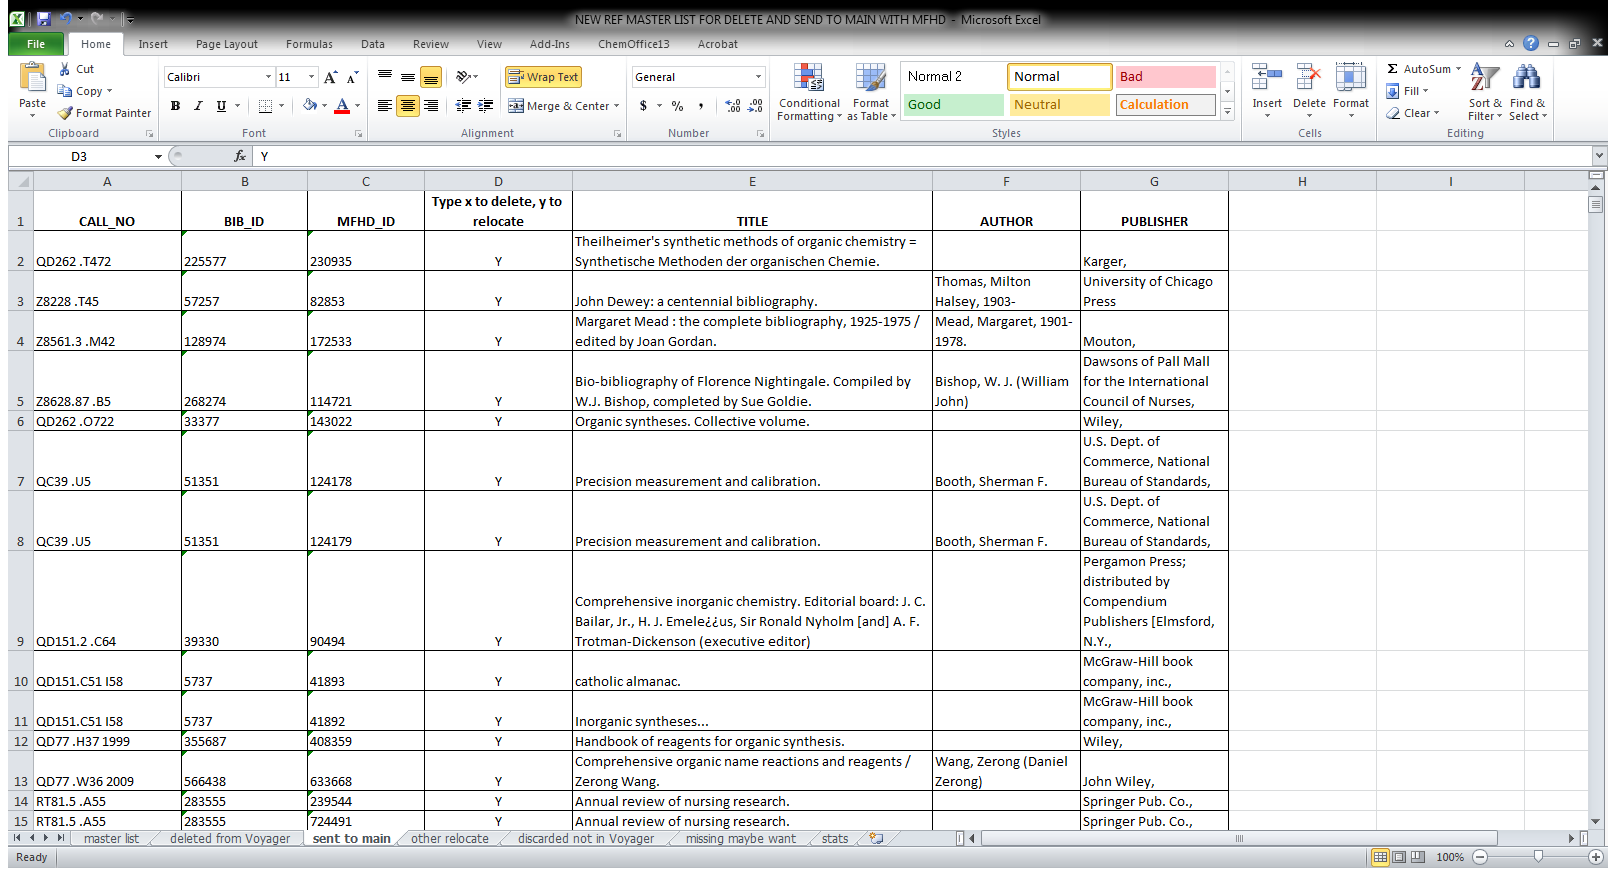 NEW REF MASTER LIST FOR DELETE AND SEND TO MAIN WITH MFHD - Microsoft Excel
File Home Insert Page Layout Formulas Data Review View Add-Ins ChemOffice13 Acrobat
Cut
Copy
Format Painter
Paste
Clipboard
Calibri 11
B I U
Font
Wrap Text
Merge & Center
Alignment
General
$ % ,
Number
Conditional Formatting
Format as Table
Normal 2 Normal Bad
Good Neutral Calculation
Styles
Insert Delete Format
Cells
Σ AutoSum
Fill
Clear
Sort & Filter
Find & Select
Editing
D3 fx Y
A B C D E F G H I
Type x to delete, y to
1 CALL_NO BIB_ID MFHD_ID relocate TITLE AUTHOR PUBLISHER
Theilheimer's synthetic methods of organic chemistry =
2 QD262 .T472 225577 230935 Y Synthetische Methoden der organischen Chemie. Karger,
Thomas, Milton University of Chicago
3 Z8228 .T45 57257 82853 Y John Dewey: a centennial bibliography. Halsey, 1903- Press
Margaret Mead : the complete bibliography, 1925-1975 / Mead, Margaret, 1901-
4 Z8561.3 .M42 128974 172533 Y edited by Joan Gordan. 1978. Mouton,
Dawsons of Pall Mall
Bio-bibliography of Florence Nightingale. Compiled by Bishop, W. J. (William for the International
5 Z8628.87 .B5 268274 114721 Y W.J. Bishop, completed by Sue Goldie. John) Council of Nurses,
6 QD262 .O722 33377 143022 Y Organic syntheses. Collective volume. Wiley,
U.S. Dept. of
Commerce, National
7 QC39 .U5 51351 124178 Y Precision measurement and calibration. Booth, Sherman F. Bureau of Standards,
U.S. Dept. of
Commerce, National
8 QC39 .U5 51351 124179 Y Precision measurement and calibration. Booth, Sherman F. Bureau of Standards,
Pergamon Press;
distributed by
Comprehensive inorganic chemistry. Editorial board: J. C. Compendium
Bailar, Jr., H. J. Emele¿¿us, Sir Ronald Nyholm [and] A. F. Publishers [Elmsford,
9 QD151.2 .C64 39330 90494 Y Trotman-Dickenson (executive editor) N.Y.,
McGraw-Hill book
10 QD151.C51 I58 5737 41893 Y catholic almanac. company, inc.,
McGraw-Hill book
11 QD151.C51 I58 5737 41892 Y Inorganic syntheses... company, inc.,
12 QD77 .H37 1999 355687 408359 Y Handbook of reagents for organic synthesis. Wiley,
Comprehensive organic name reactions and reagents / Wang, Zerong (Daniel
13 QD77 .W36 2009 566438 633668 Y Zerong Wang. Zerong) John Wiley,
14 RT81.5 .A55 283555 239544 Y Annual review of nursing research. Springer Pub. Co.,
15 RT81.5 .A55 283555 724491 Y Annual review of nursing research. Springer Pub. Co.,
master list deleted from Voyager sent to main other relocate discarded not in Voyager missing maybe want stats
Ready 100%